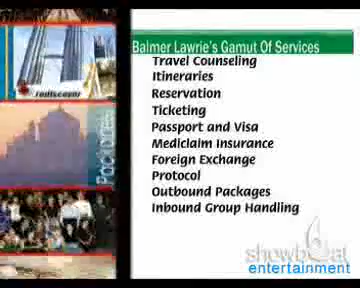 Balmer Lawrie's Gamut Of Services
Travel Counseling
Itineraries
Reservation
Ticketing
Passport and Visa
Mediclaim Insurance
Foreign Exchange
Protocol
Outbound Packages
Inbound Group Handling
rediscover
showboat
entertainment